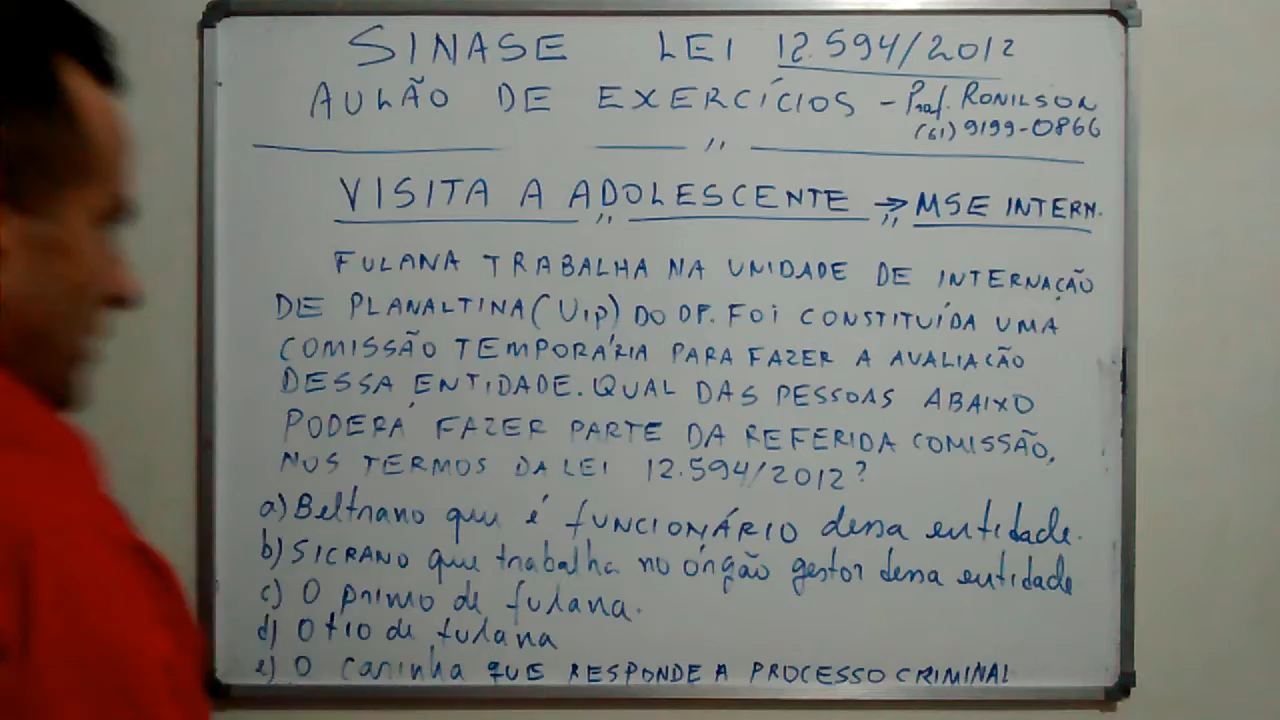 SINASE LEI 12.594/2012
AULÃO DE EXERCÍCIOS - Prof. RONILSON
(61) 9199-0866
VISITA A ADOLESCENTE → MSE INTERN.
FULANA TRABALHA NA UNIDADE DE INTERNAÇÃO
DE PLANALTINA (UIP) DO DF. FOI CONSTITUÍDA UMA
COMISSÃO TEMPORÁRIA PARA FAZER A AVALIAÇÃO
DESSA ENTIDADE. QUAL DAS PESSOAS ABAIXO
PODERÁ FAZER PARTE DA REFERIDA COMISSÃO,
NOS TERMOS DA LEI 12.594/2012?
a) Beltrano que é FUNCIONÁRIO dessa entidade.
b) SICRANO que trabalha no órgão gestor dessa entidade
c) O primo de fulana.
d) O tio de fulana
e) O carinha QUE RESPONDE A PROCESSO CRIMINAL